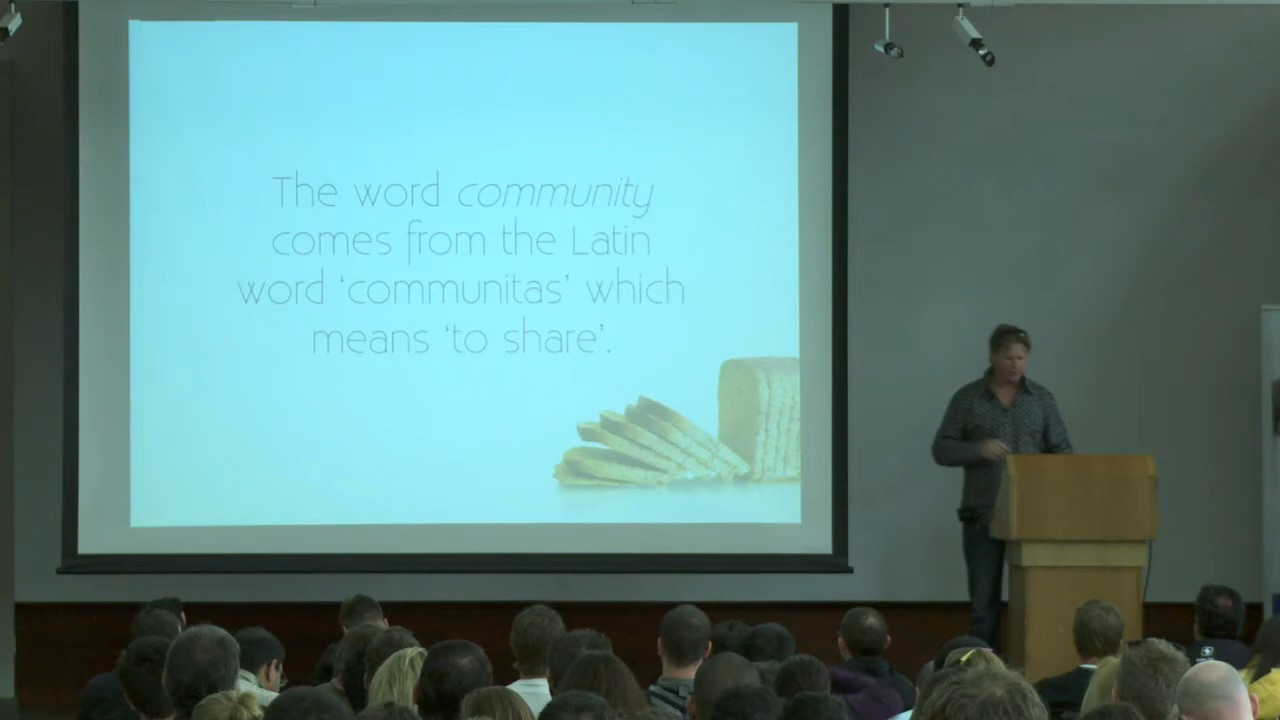 The word community
comes from the Latin
word ‘communitas’ which
means ‘to share’.